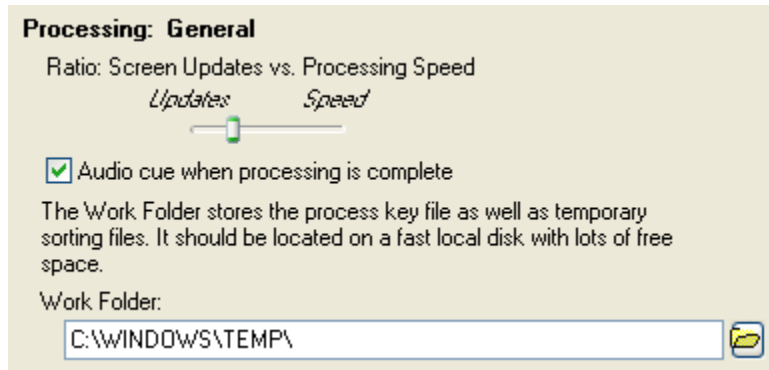 Processing: General
Ratio: Screen Updates vs. Processing Speed
Updates Speed
Audio cue when processing is complete
The Work Folder stores the process key file as well as temporary
sorting files. It should be located on a fast local disk with lots of free
space.
Work Folder:
C:\WINDOWS\TEMP\